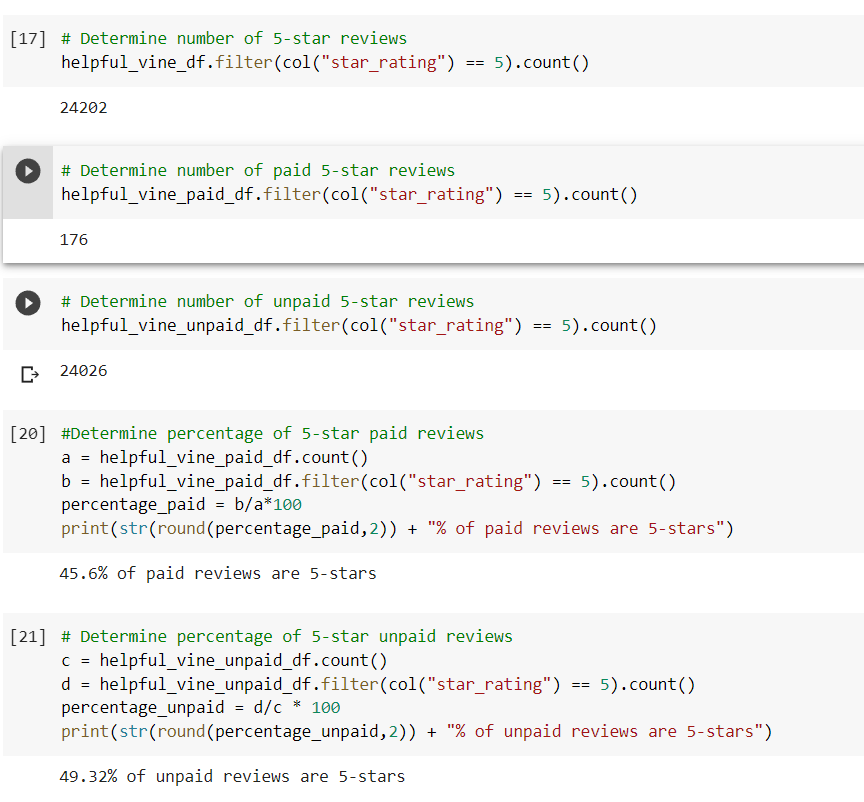 [17] # Determine number of 5-star reviews
helpful_vine_df.filter(col("star_rating") == 5).count()
24202
# Determine number of paid 5-star reviews
helpful_vine_paid_df.filter(col("star_rating") == 5).count()
176
# Determine number of unpaid 5-star reviews
helpful_vine_unpaid_df.filter(col("star_rating") == 5).count()
24026
[20] #Determine percentage of 5-star paid reviews
a = helpful_vine_paid_df.count()
b = helpful_vine_paid_df.filter(col("star_rating") == 5).count()
percentage_paid = b/a*100
print(str(round(percentage_paid,2)) + "% of paid reviews are 5-stars")
45.6% of paid reviews are 5-stars
[21] # Determine percentage of 5-star unpaid reviews
c = helpful_vine_unpaid_df.count()
d = helpful_vine_unpaid_df.filter(col("star_rating") == 5).count()
percentage_unpaid = d/c * 100
print(str(round(percentage_unpaid,2)) + "% of unpaid reviews are 5-stars")
49.32% of unpaid reviews are 5-stars